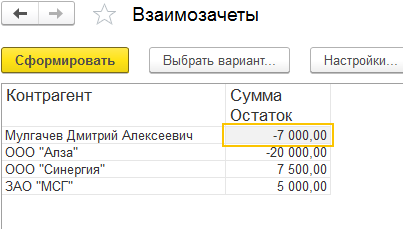 Взаимозачеты
Сформировать Выбрать вариант... Настройки...
Контрагент Сумма
Остаток
Мулгачев Дмитрий Алексеевич -7 000,00
ООО "Алза" -20 000,00
ООО "Синергия" 7 500,00
ЗАО "МСГ" 5 000,00